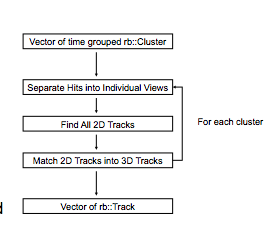 Vector of time grouped rb::Cluster
Separate Hits into Individual Views
Find All 2D Tracks
For each cluster
Match 2D Tracks into 3D Tracks
Vector of rb::Track